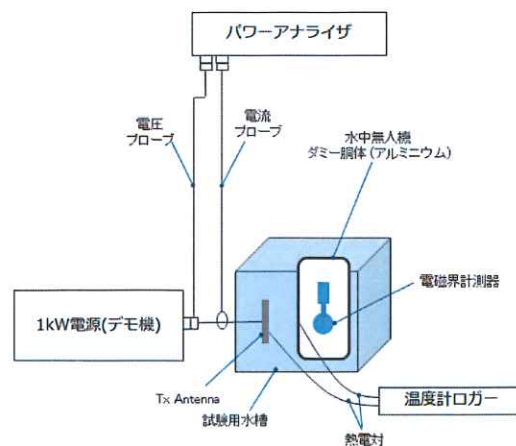 パワーアナライザ
電圧
プローブ
電流
プローブ
水中無人機
ダミー胴体(アルミニウム)
電磁界計測器
1kW電源(デモ機)
Tx Antenna
試験用水槽
温度計ロガー
熱電対